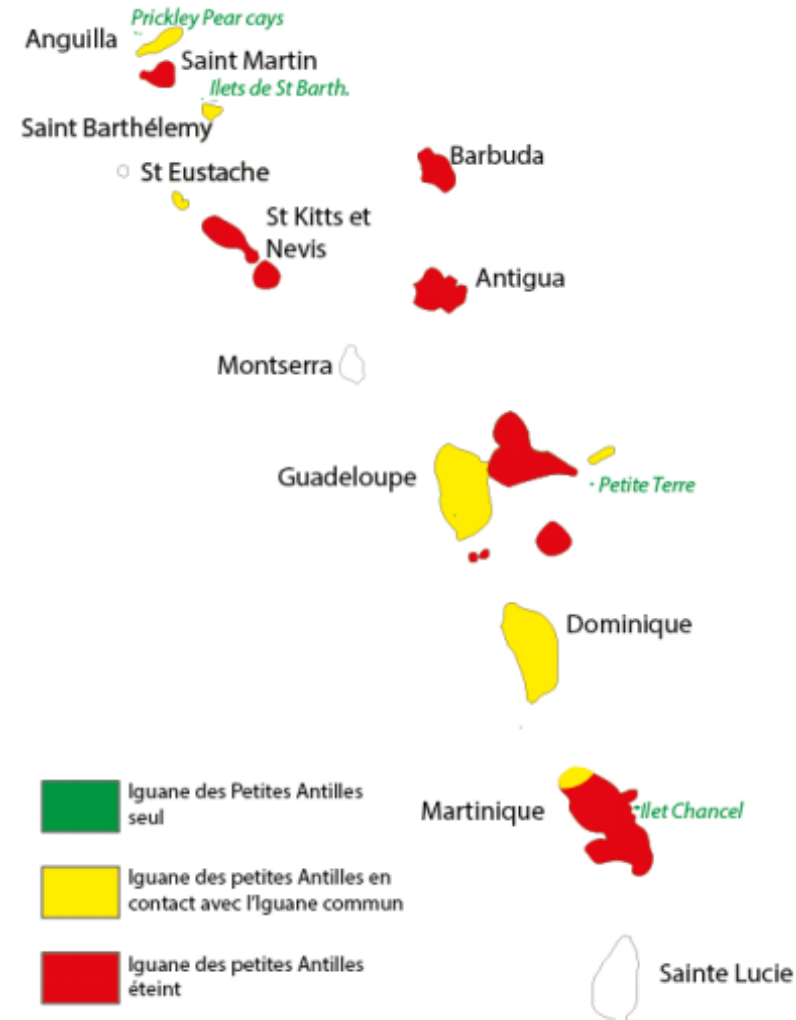 Prickley Pear cays
Anguilla
Saint Martin
Ilets de St Barth.
Saint Barthélemy
St Eustache
Barbuda
St Kitts et
Nevis
Antigua
Montserra
Guadeloupe
Petite Terre
Dominique
Martinique
Ilet Chancel
Sainte Lucie
Iguane des Petites Antilles
seul
Iguane des petites Antilles en
contact avec l'Iguane commun
Iguane des petites Antilles
éteint